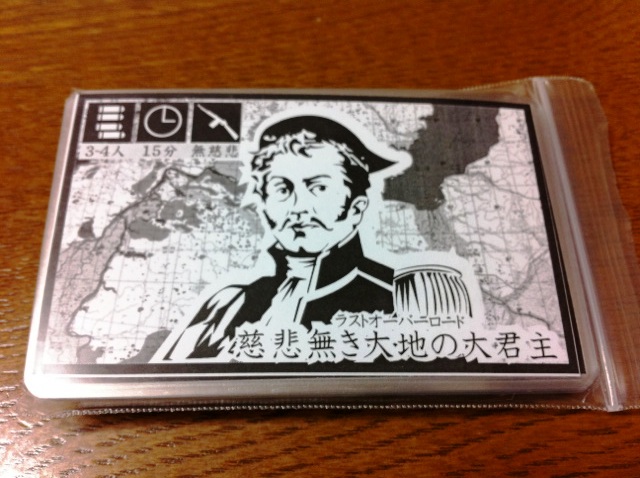 3-4人 15分 無慈悲
ラストオーバーロード
慈悲無き大地の大君主